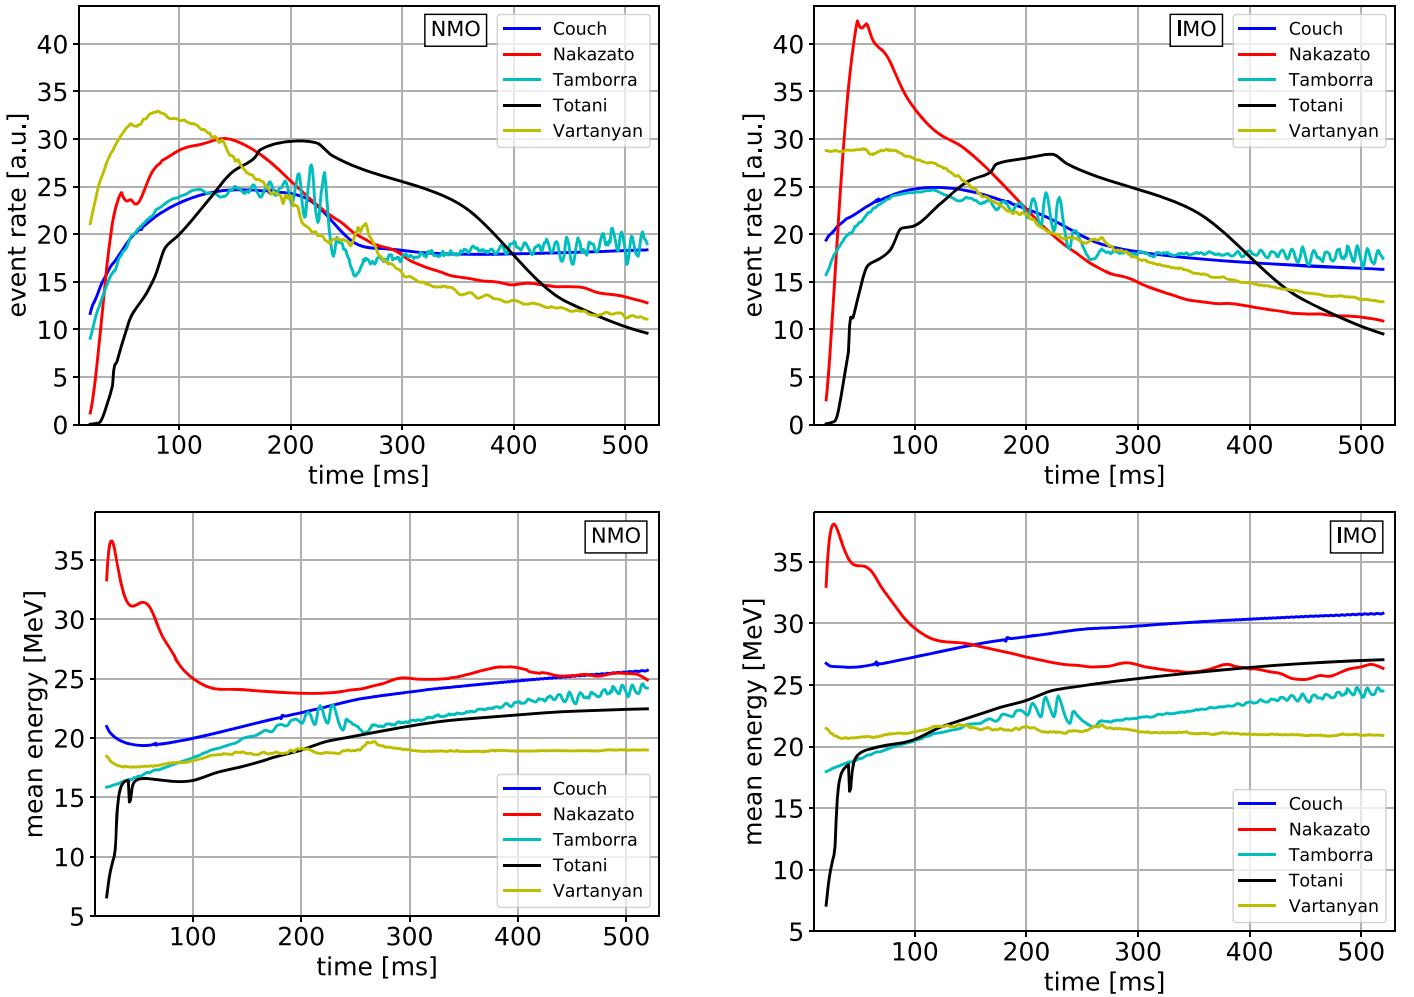 NMO
Couch
Nakazato
Tamborra
Totani
Vartanyan
event rate [a.u.]
40
35
30
25
20
15
10
5
0
100 200 300 400 500
time [ms]
IMO
Couch
Nakazato
Tamborra
Totani
Vartanyan
event rate [a.u.]
40
35
30
25
20
15
10
5
0
100 200 300 400 500
time [ms]
NMO
mean energy [MeV]
35
30
25
20
15
10
5
Couch
Nakazato
Tamborra
Totani
Vartanyan
100 200 300 400 500
time [ms]
IMO
mean energy [MeV]
35
30
25
20
15
10
5
Couch
Nakazato
Tamborra
Totani
Vartanyan
100 200 300 400 500
time [ms]